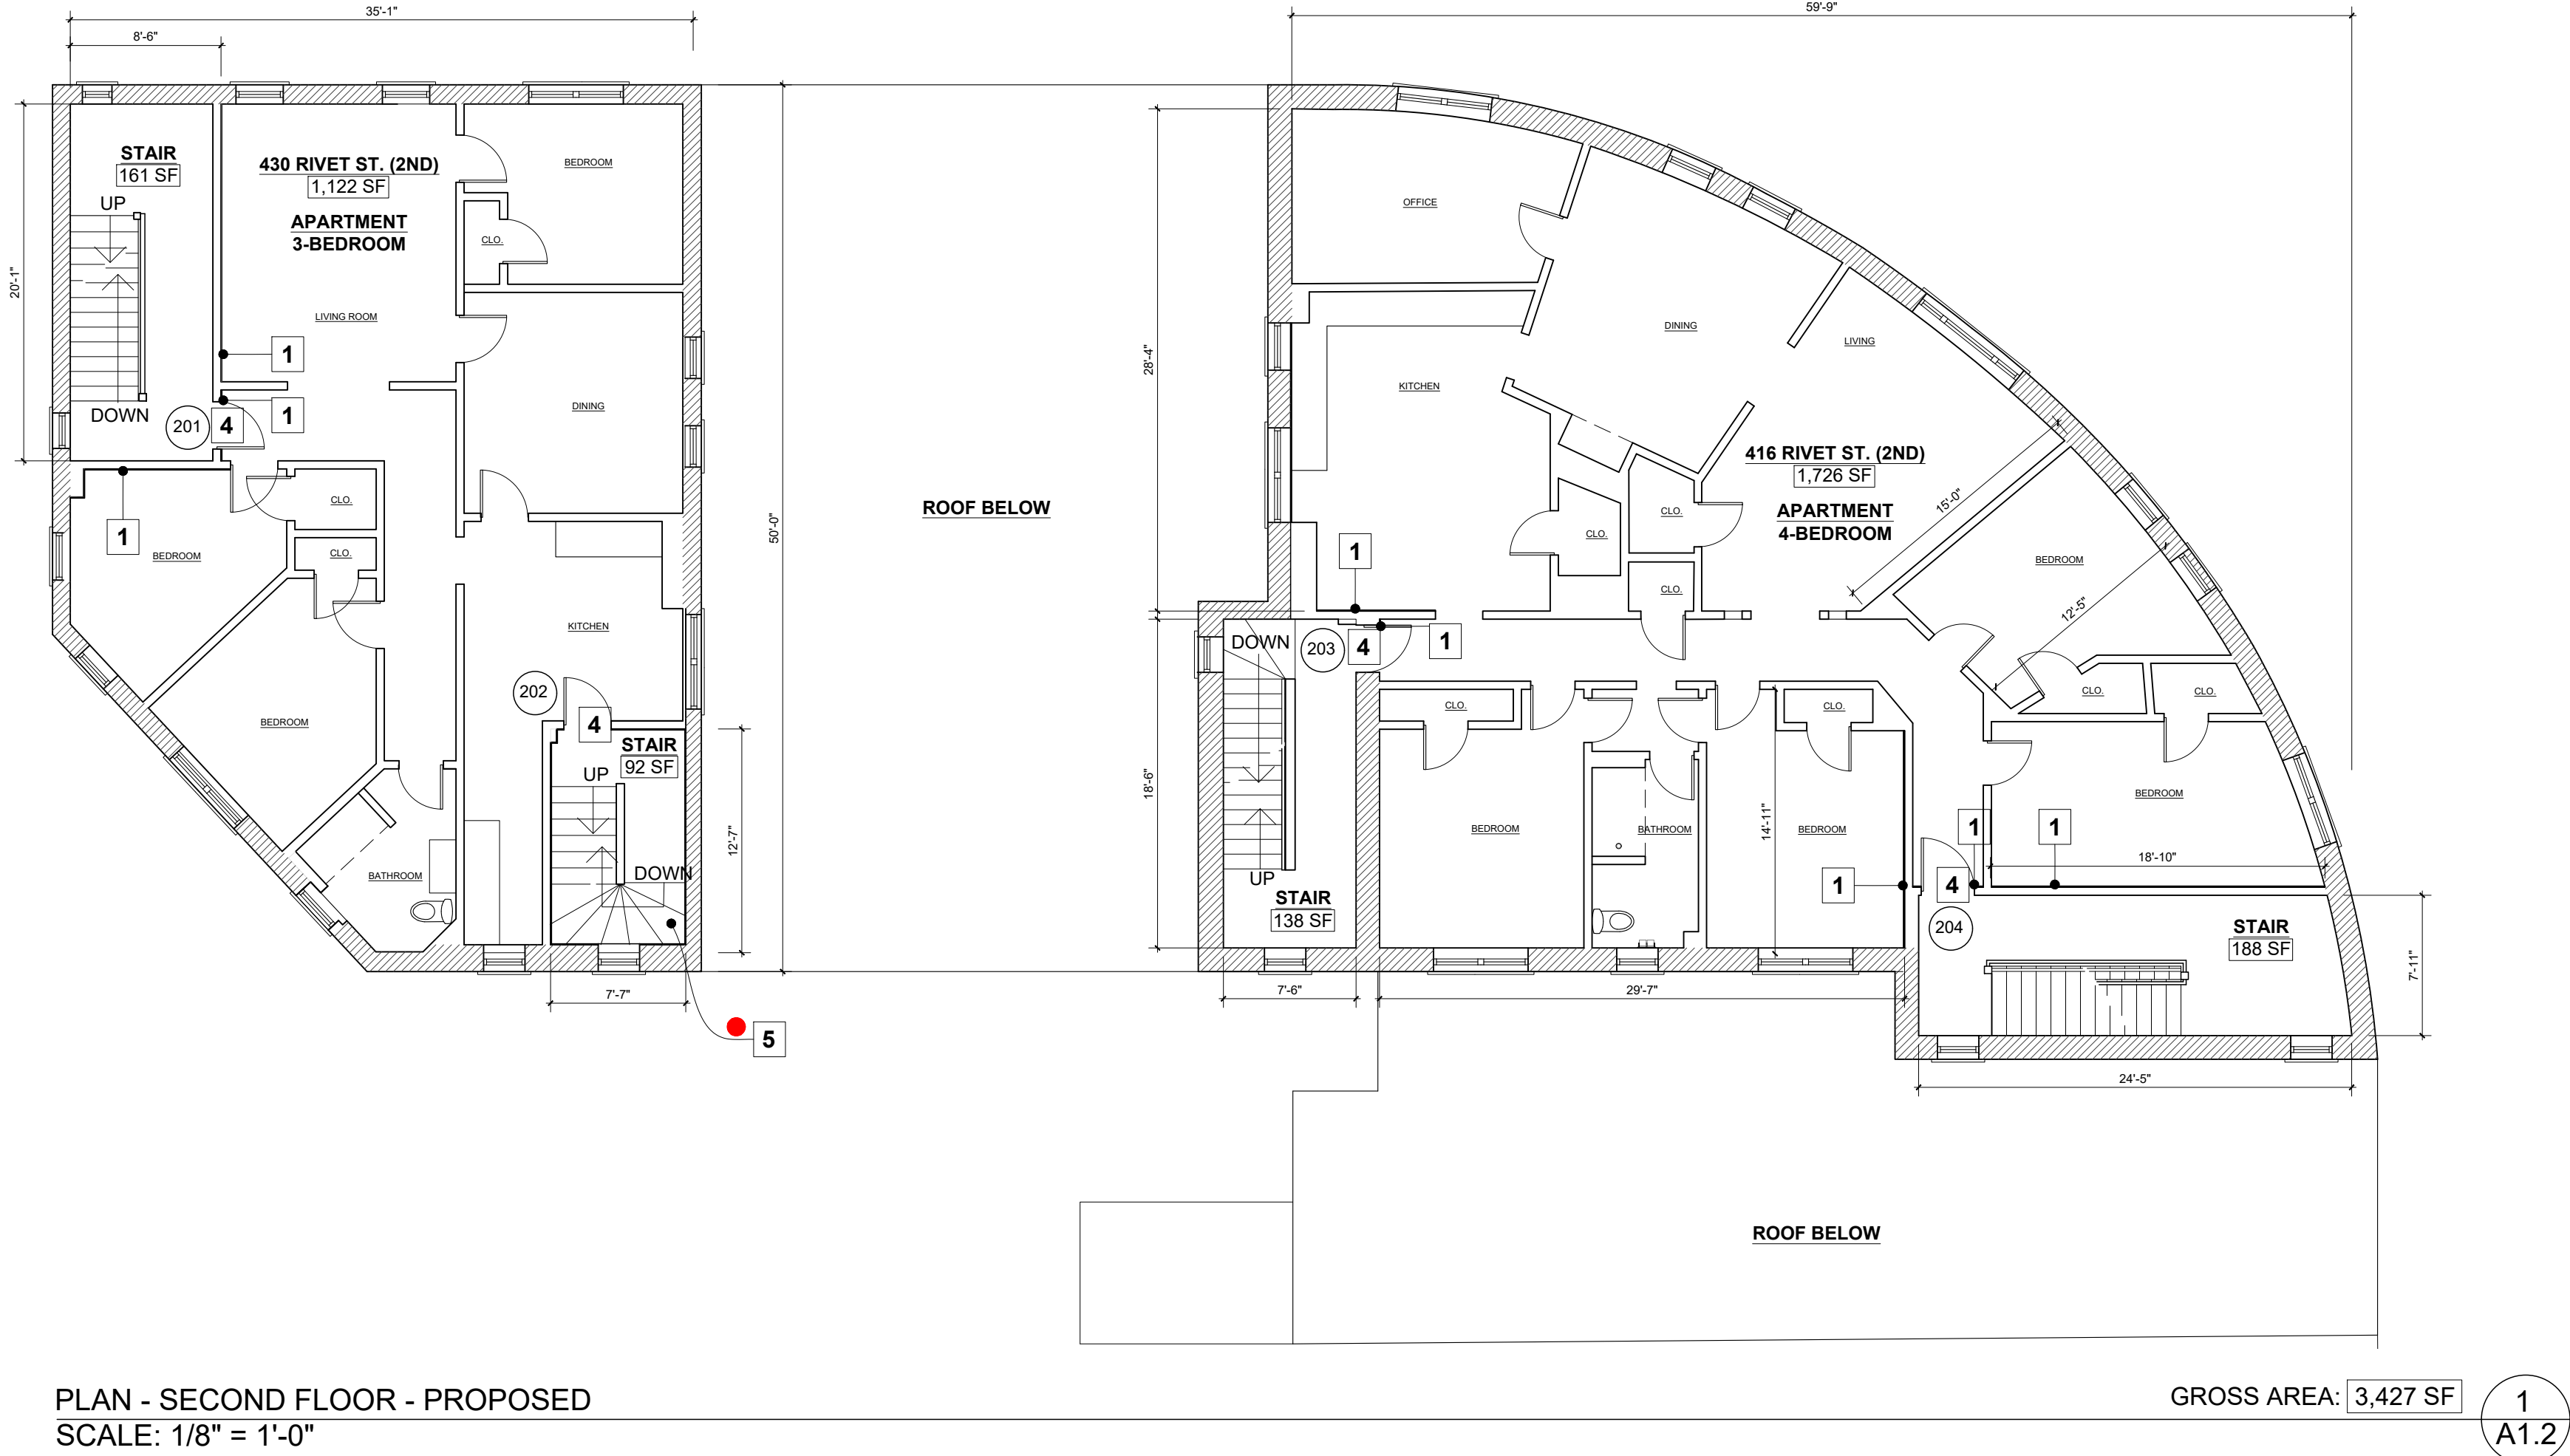 35'-1"
59'-9"
8'-6"
STAIR
161 SF
UP
DOWN
20'-1"
430 RIVET ST. (2ND)
1,122 SF
APARTMENT
3-BEDROOM
LIVING ROOM
BEDROOM
CLO.
DINING
1
1
201
4
1
BEDROOM
CLO.
CLO.
BEDROOM
KITCHEN
202
4
STAIR
92 SF
UP
DOWN
BATHROOM
12'-7"
7'-7"
5
50'-0"
ROOF BELOW
28'-4"
OFFICE
KITCHEN
DINING
LIVING
416 RIVET ST. (2ND)
1,726 SF
APARTMENT
4-BEDROOM
15'-0"
CLO.
CLO.
CLO.
1
BEDROOM
12'-5"
DOWN
203
4
1
CLO.
CLO.
CLO.
CLO.
18'-6"
UP
STAIR
138 SF
BEDROOM
BATHROOM
14'-11"
BEDROOM
1
BEDROOM
1
1
18'-10"
4
204
STAIR
188 SF
7'-11"
7'-6"
29'-7"
24'-5"
ROOF BELOW
PLAN - SECOND FLOOR - PROPOSED
SCALE: 1/8" = 1'-0"
GROSS AREA: 3,427 SF
1
A1.2